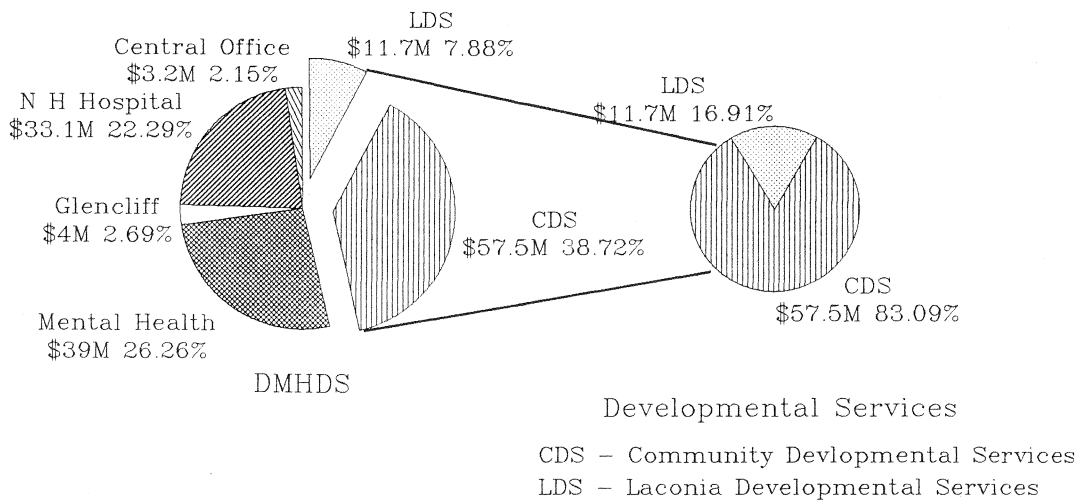 LDS
$11.7M 7.88%
Central Office
$3.2M 2.15%
N H Hospital
$33.1M 22.29%
Glencliff
$4M 2.69%
Mental Health
$39M 26.26%
CDS
$57.5M 38.72%
DMHDS
LDS
$11.7M 16.91%
CDS
$57.5M 83.09%
Developmental Services
CDS - Community Devlopmental Services
LDS - Laconia Developmental Services